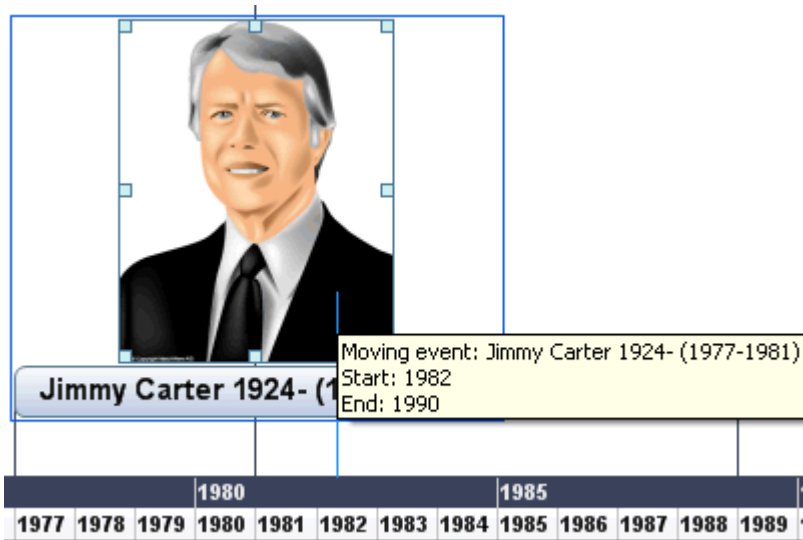 Jimmy Carter 1924- (1
Moving event: Jimmy Carter 1924- (1977-1981)
Start: 1982
End: 1990
1980 1985
1977 1978 1979 1980 1981 1982 1983 1984 1985 1986 1987 1988 1989